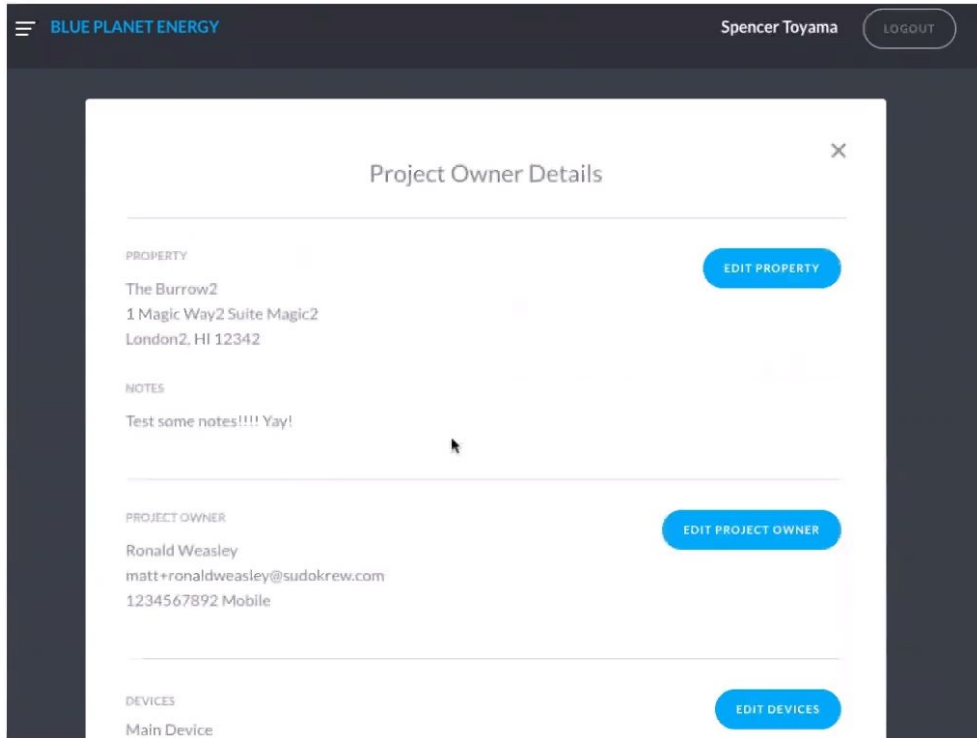 BLUE PLANET ENERGY
Spencer Toyama
LOGOUT
Project Owner Details
PROPERTY
EDIT PROPERTY
The Burrow2
1 Magic Way2 Suite Magic2
London2, HI 12342
NOTES
Test some notes!!!! Yay!
PROJECT OWNER
EDIT PROJECT OWNER
Ronald Weasley
matt+ronaldweasley@sudokrew.com
1234567892 Mobile
DEVICES
EDIT DEVICES
Main Device